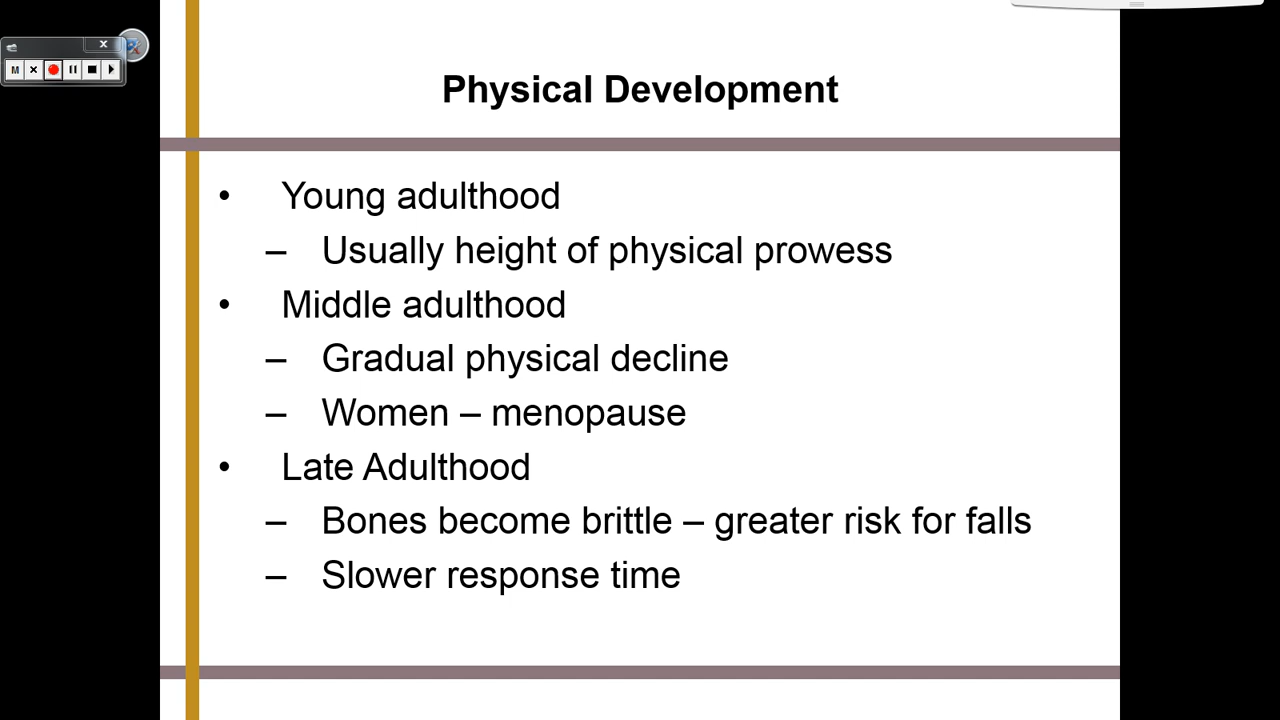 M
Physical Development
• Young adulthood
– Usually height of physical prowess
• Middle adulthood
– Gradual physical decline
– Women – menopause
• Late Adulthood
– Bones become brittle – greater risk for falls
– Slower response time